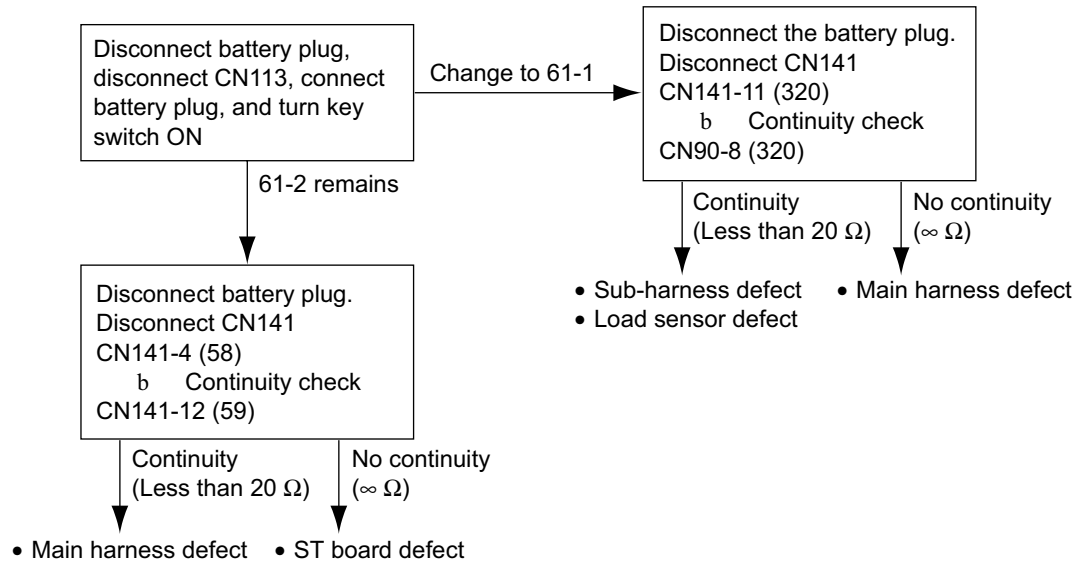 Disconnect battery plug,
disconnect CN113, connect
battery plug, and turn key
switch ON
Change to 61-1
Disconnect the battery plug.
Disconnect CN141
CN141-11 (320)
b Continuity check
CN90-8 (320)
61-2 remains
Continuity
(Less than 20 Ω)
No continuity
(∞ Ω)
• Sub-harness defect
• Load sensor defect
• Main harness defect
Disconnect battery plug.
Disconnect CN141
CN141-4 (58)
b Continuity check
CN141-12 (59)
Continuity
(Less than 20 Ω)
No continuity
(∞ Ω)
• Main harness defect
• ST board defect